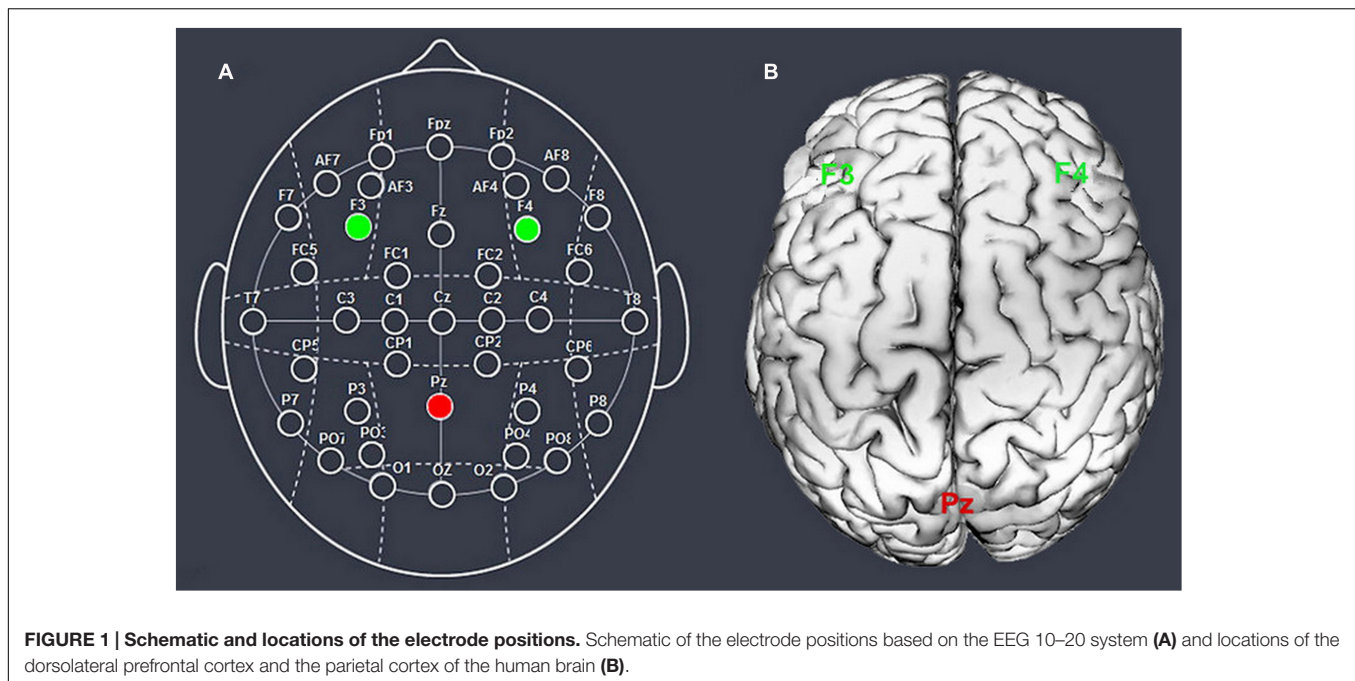 A
B
Fp1 Fpz Fp2
AF7 AF3 AF4 AF8
F7 F3 Fz F4 F8
FC5 FC1 FC2 FC6
T7 C3 C1 Cz C2 C4 T8
CP5 CP1 CP2 CP6
P7 P3 Pz P4 P8
PO7 PO3 PO4 PO8
O1 OZ O2
F3 F4
Pz
FIGURE 1 | Schematic and locations of the electrode positions. Schematic of the electrode positions based on the EEG 10–20 system (A) and locations of the
dorsolateral prefrontal cortex and the parietal cortex of the human brain (B).